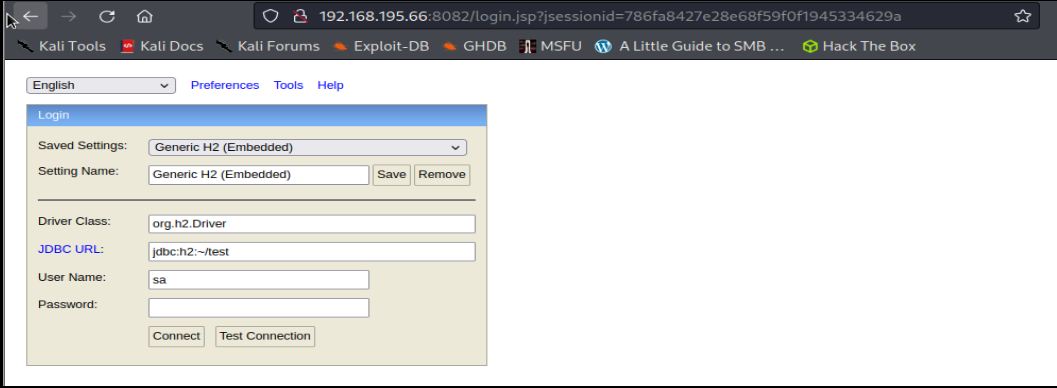 192.168.195.66:8082/login.jsp?jsessionid=786fa8427e28e68f59f0f1945334629a
Kali Tools Kali Docs Kali Forums Exploit-DB GHDB MSFU A Little Guide to SMB ... Hack The Box
English Preferences Tools Help
Login
Saved Settings: Generic H2 (Embedded)
Setting Name: Generic H2 (Embedded) Save Remove
Driver Class: org.h2.Driver
JDBC URL: jdbc:h2:~/test
User Name: sa
Password:
Connect Test Connection